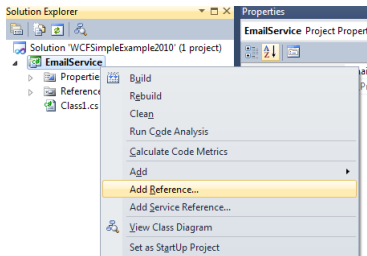 Solution Explorer
Properties
EmailService Project Propert
Solution 'WCFSimpleExample2010' (1 project)
EmailService
Propertie
Reference
Class1.cs
Build
Rebuild
Clean
Run Code Analysis
Calculate Code Metrics
Add
Add Reference...
Add Service Reference...
View Class Diagram
Set as StartUp Project